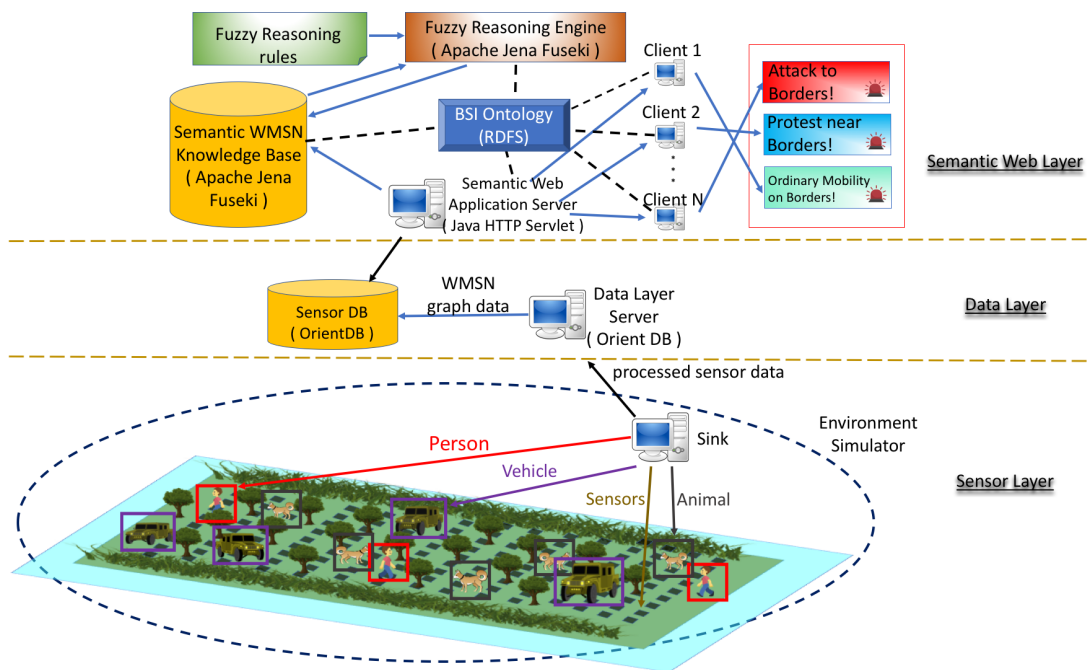 Fuzzy Reasoning
rules
Fuzzy Reasoning Engine
( Apache Jena Fuseki )
Semantic WMSN
Knowledge Base
( Apache Jena
Fuseki )
BSI Ontology
(RDFS)
Semantic Web
Application Server
( Java HTTP Servlet )
Client 1
Client 2
Client N
Attack to
Borders!
Protest near
Borders!
Ordinary Mobility
on Borders!
Semantic Web Layer
Sensor DB
( OrientDB )
WMSN
graph data
Data Layer
Server
( Orient DB )
Data Layer
processed sensor data
Sink
Environment
Simulator
Person
Vehicle
Sensors
Animal
Sensor Layer